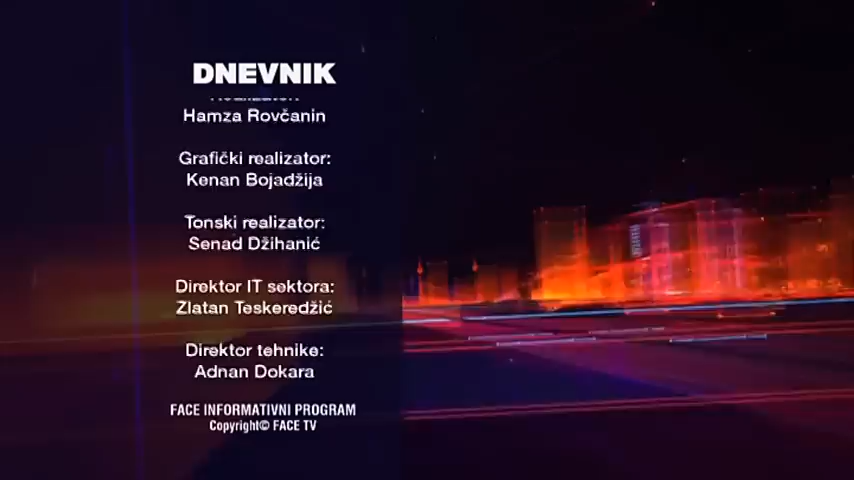 DNEVNIK
Hamza Rovčanin
Grafički realizator:
Kenan Bojadžija
Tonski realizator:
Senad Džihanić
Direktor IT sektora:
Zlatan Teskeredžić
Direktor tehnike:
Adnan Dokara
FACE INFORMATIVNI PROGRAM
Copyright© FACE TV